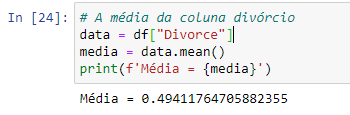 In [24]:
# A média da coluna divórcio
data = df["Divorce"]
media = data.mean()
print(f'Média = {media}')
Média = 0.49411764705882355